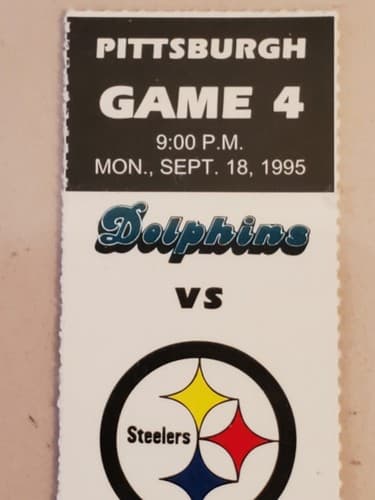 PITTSBURGH
GAME 4
9:00 P.M.
MON., SEPT. 18, 1995
Dolphins
VS
Steelers